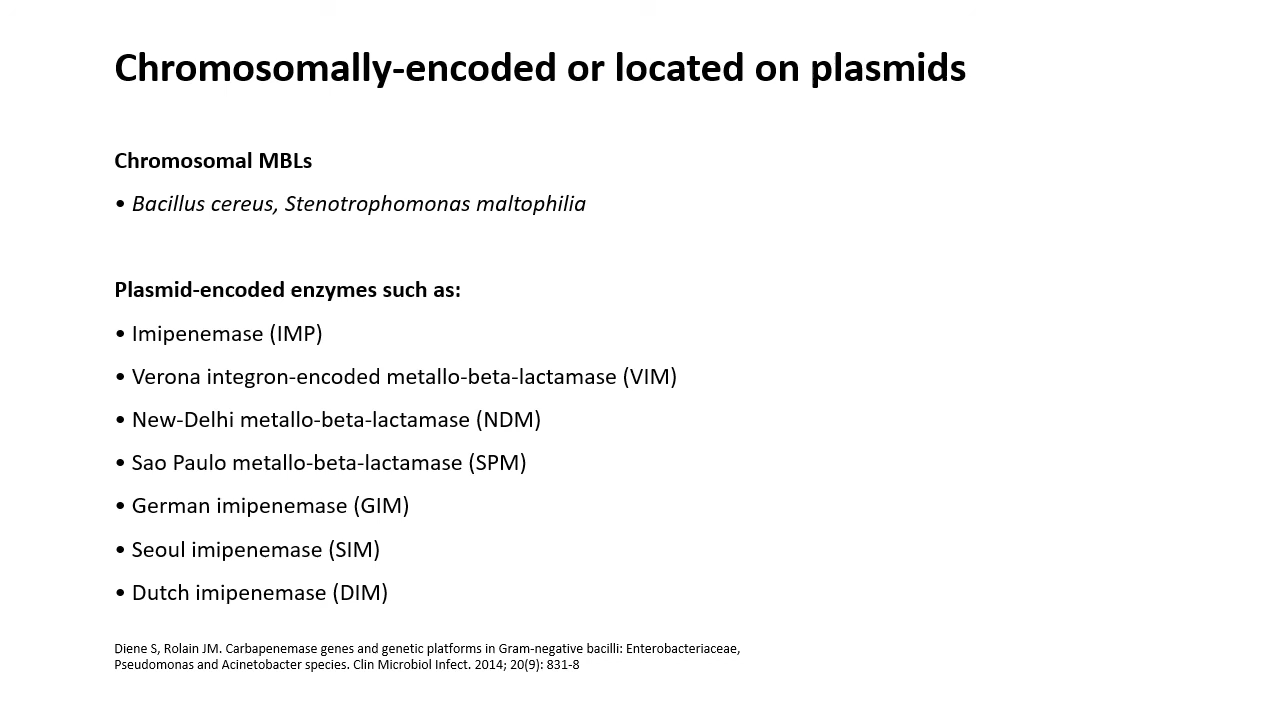 Chromosomally-encoded or located on plasmids
Chromosomal MBLs
• Bacillus cereus, Stenotrophomonas maltophilia
Plasmid-encoded enzymes such as:
• Imipenemase (IMP)
• Verona integron-encoded metallo-beta-lactamase (VIM)
• New-Delhi metallo-beta-lactamase (NDM)
• Sao Paulo metallo-beta-lactamase (SPM)
• German imipenemase (GIM)
• Seoul imipenemase (SIM)
• Dutch imipenemase (DIM)
Diene S, Rolain JM. Carbapenemase genes and genetic platforms in Gram-negative bacilli: Enterobacteriaceae,
Pseudomonas and Acinetobacter species. Clin Microbiol Infect. 2014; 20(9): 831-8